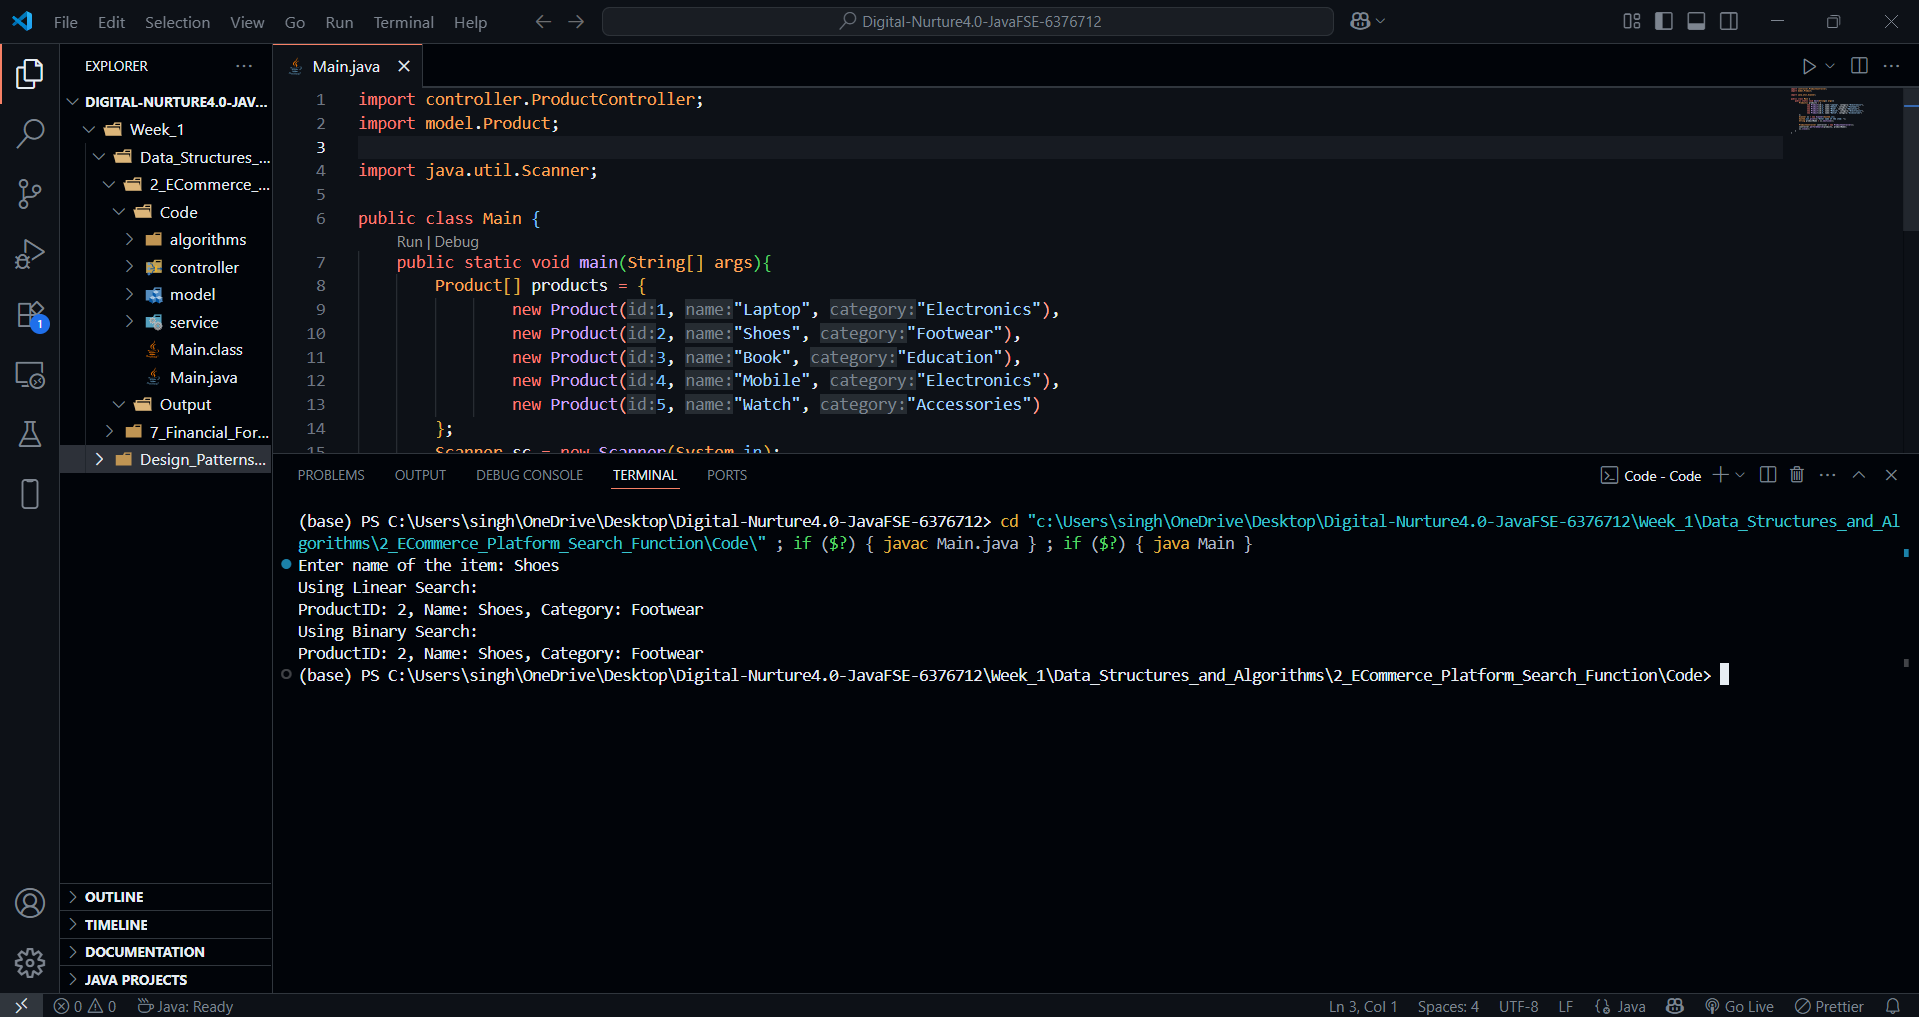 File Edit Selection View Go Run Terminal Help
Digital-Nurture4.0-JavaFSE-6376712
EXPLORER
DIGITAL-NURTURE4.0-JAV...
Week_1
Data_Structures_...
2_ECommerce_...
Code
algorithms
controller
model
service
Main.class
Main.java
Output
7_Financial_For...
Design_Patterns...
OUTLINE
TIMELINE
DOCUMENTATION
JAVA PROJECTS
Main.java
1 import controller.ProductController;
2 import model.Product;
3
4 import java.util.Scanner;
5
6 public class Main {
Run | Debug
7 public static void main(String[] args){
8 Product[] products = {
9 new Product(id:1, name:"Laptop", category:"Electronics"),
10 new Product(id:2, name:"Shoes", category:"Footwear"),
11 new Product(id:3, name:"Book", category:"Education"),
12 new Product(id:4, name:"Mobile", category:"Electronics"),
13 new Product(id:5, name:"Watch", category:"Accessories")
14 };
15 Scanner sc = new Scanner(System.in);
PROBLEMS OUTPUT DEBUG CONSOLE TERMINAL PORTS
Code - Code
(base) PS C:\Users\singh\OneDrive\Desktop\Digital-Nurture4.0-JavaFSE-6376712> cd "c:\Users\singh\OneDrive\Desktop\Digital-Nurture4.0-JavaFSE-6376712\Week_1\Data_Structures_and_Al
gorithms\2_ECommerce_Platform_Search_Function\Code\" ; if ($?) { javac Main.java } ; if ($?) { java Main }
Enter name of the item: Shoes
Using Linear Search:
ProductID: 2, Name: Shoes, Category: Footwear
Using Binary Search:
ProductID: 2, Name: Shoes, Category: Footwear
(base) PS C:\Users\singh\OneDrive\Desktop\Digital-Nurture4.0-JavaFSE-6376712\Week_1\Data_Structures_and_Algorithms\2_ECommerce_Platform_Search_Function\Code>
1
0 0 Java: Ready
Ln 3, Col 1 Spaces: 4 UTF-8 LF {} Java Go Live Prettier